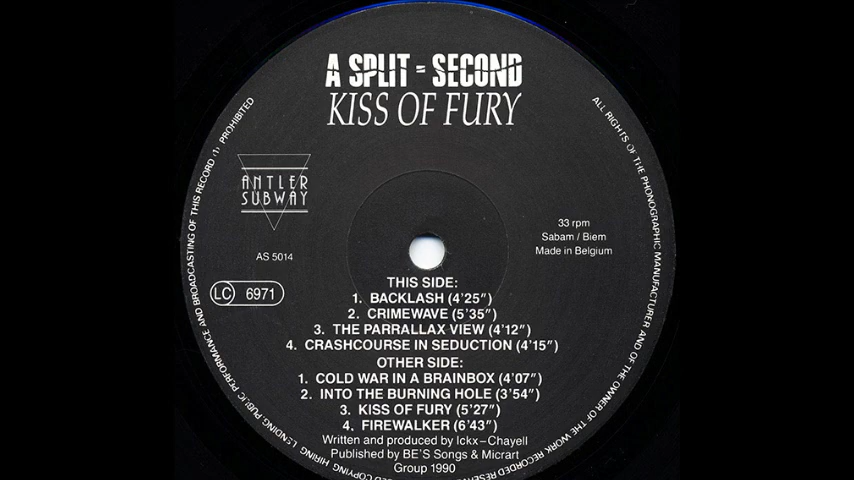 A SPLIT = SECOND
KISS OF FURY
ANTLER
SUBWAY
AS 5014
LC 6971
33 rpm
Sabam / Biem
Made in Belgium
THIS SIDE:
1. BACKLASH (4'25")
2. CRIMEWAVE (5'35")
3. THE PARRALLAX VIEW (4'12")
4. CRASHCOURSE IN SEDUCTION (4'15")
OTHER SIDE:
1. COLD WAR IN A BRAINBOX (4'07")
2. INTO THE BURNING HOLE (3'54")
3. KISS OF FURY (5'27")
4. FIREWALKER (6'43")
Written and produced by Ickx–Chayell
Published by BE'S Songs & Micrart
Group 1990
ALL RIGHTS OF THE PHONOGRAPHIC MANUFACTURER AND OF THE OWNER OF THE WORK RECORDED RESERVED
COPYING HIRING LENDING PUBLIC PERFORMANCE AND BROADCASTING OF THIS RECORD PROHIBITED